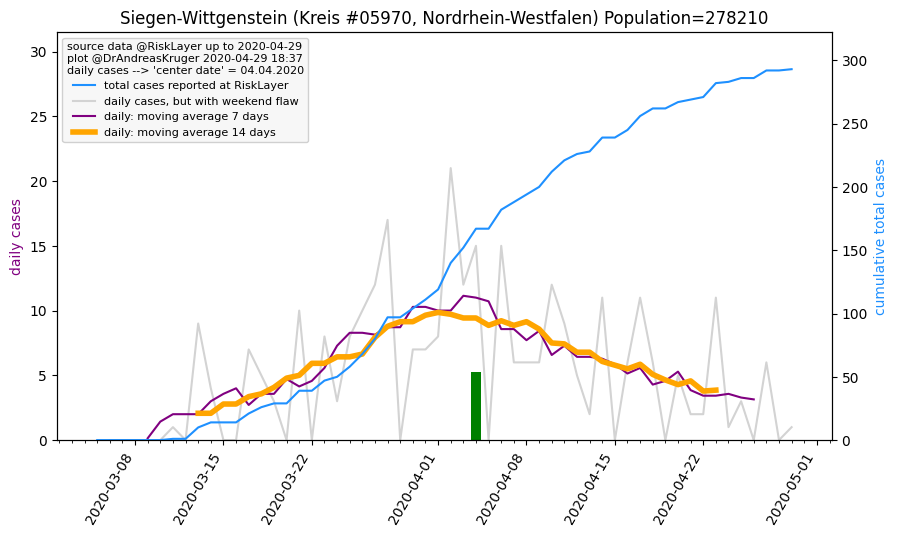 Siegen-Wittgenstein (Kreis #05970, Nordrhein-Westfalen) Population=278210
source data @RiskLayer up to 2020-04-29
plot @DrAndreasKruger 2020-04-29 18:37
daily cases --> 'center date' = 04.04.2020
total cases reported at RiskLayer
daily cases, but with weekend flaw
daily: moving average 7 days
daily: moving average 14 days
daily cases
30
25
20
15
10
5
0
300
250
200
150
100
50
0
cumulative total cases
2020-03-08
2020-03-15
2020-03-22
2020-04-01
2020-04-08
2020-04-15
2020-04-22
2020-05-01